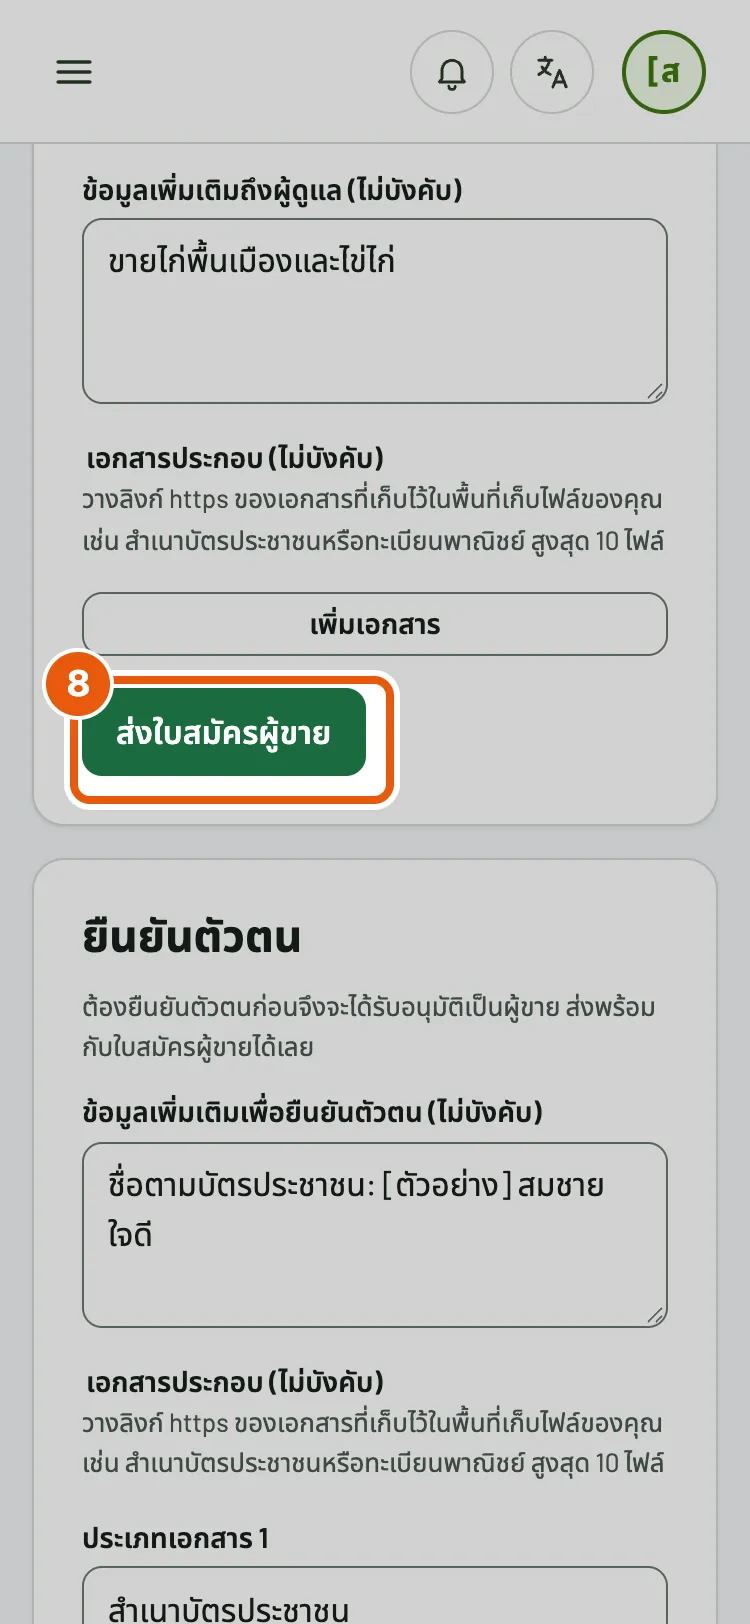 [ส
ข้อมูลเพิ่มเติมถึงผู้ดูแล (ไม่บังคับ)
ขายไก่พื้นเมืองและไข่ไก่
เอกสารประกอบ (ไม่บังคับ)
วางลิงก์ https ของเอกสารที่เก็บไว้ในพื้นที่เก็บไฟล์ของคุณ
เช่น สำเนาบัตรประชาชนหรือทะเบียนพาณิชย์ สูงสุด 10 ไฟล์
เพิ่มเอกสาร
8
ส่งใบสมัครผู้ขาย
ยืนยันตัวตน
ต้องยืนยันตัวตนก่อนจึงจะได้รับอนุมัติเป็นผู้ขาย ส่งพร้อม
กับใบสมัครผู้ขายได้เลย
ข้อมูลเพิ่มเติมเพื่อยืนยันตัวตน (ไม่บังคับ)
ชื่อตามบัตรประชาชน: [ตัวอย่าง] สมชาย
ใจดี
เอกสารประกอบ (ไม่บังคับ)
วางลิงก์ https ของเอกสารที่เก็บไว้ในพื้นที่เก็บไฟล์ของคุณ
เช่น สำเนาบัตรประชาชนหรือทะเบียนพาณิชย์ สูงสุด 10 ไฟล์
ประเภทเอกสาร 1
สำเนาบัตรประชาชน